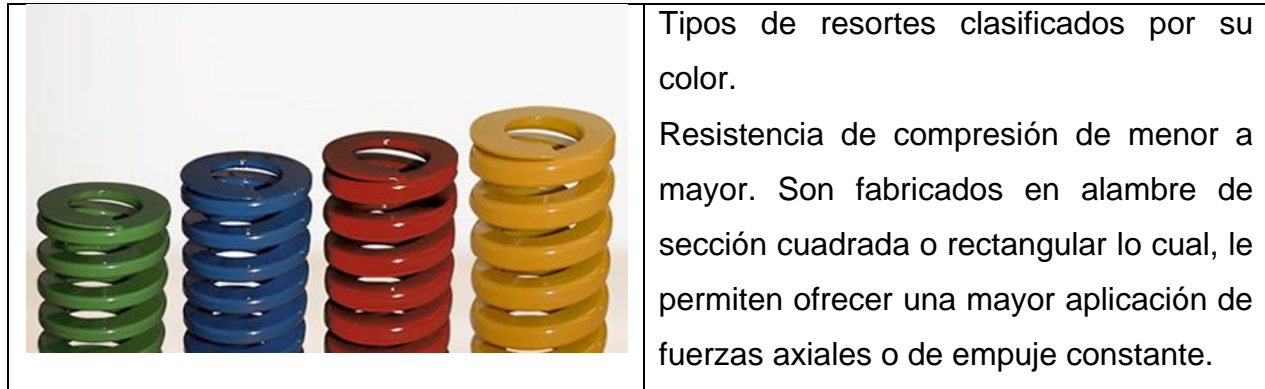 Tipos de resortes clasificados por su
color.
Resistencia de compresión de menor a
mayor. Son fabricados en alambre de
sección cuadrada o rectangular lo cual, le
permiten ofrecer una mayor aplicación de
fuerzas axiales o de empuje constante.